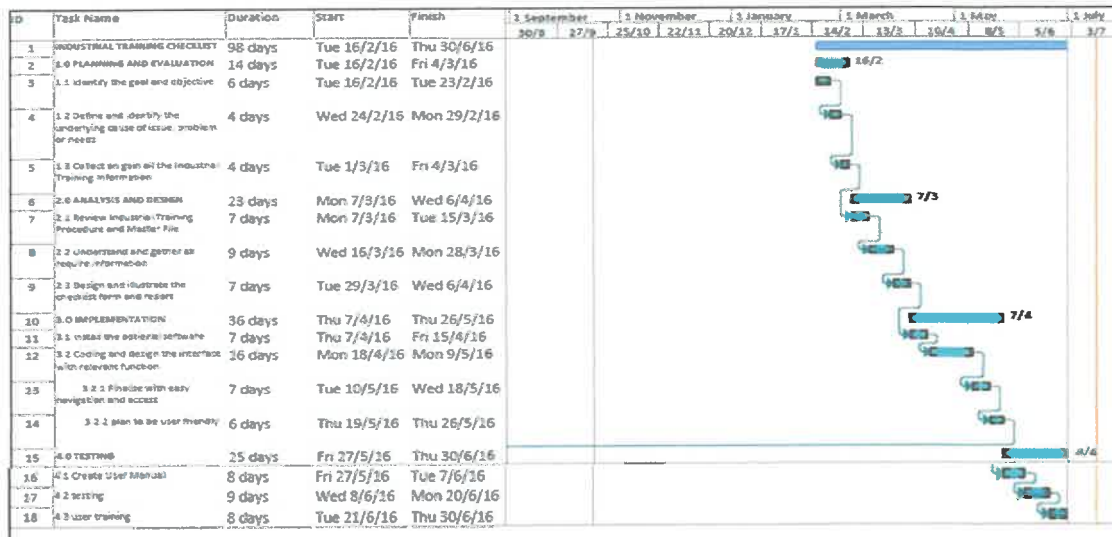 ID Task Name Duration Start Finish 1 September 1 November 1 January 1 March 1 May 1 July
30/8 27/9 25/10 22/11 20/12 17/1 14/2 13/3 10/4 8/5 5/6 3/7
1 INDUSTRIAL TRAINING CHECKLIST 98 days Tue 16/2/16 Thu 30/6/16
2 1.0 PLANNING AND EVALUATION 14 days Tue 16/2/16 Fri 4/3/16 16/2
3 1.1 Identify the goal and objective 6 days Tue 16/2/16 Tue 23/2/16
4 1.2 Define and identify the 4 days Wed 24/2/16 Mon 29/2/16
underlying cause of issue, problem
or needs
5 1.3 Collect an gain all the Industrial 4 days Tue 1/3/16 Fri 4/3/16
Training Information
6 2.0 ANALYSIS AND DESIGN 23 days Mon 7/3/16 Wed 6/4/16 7/3
7 2.1 Review Industrial Training 7 days Mon 7/3/16 Tue 15/3/16
Procedure and Master File
8 2.2 Understand and gather all 9 days Wed 16/3/16 Mon 28/3/16
require information
9 2.3 Design and illustrate the 7 days Tue 29/3/16 Wed 6/4/16
checklist form and report
10 3.0 IMPLEMENTATION 36 days Thu 7/4/16 Thu 26/5/16 7/4
11 3.1 Install the optional software 7 days Thu 7/4/16 Fri 15/4/16
12 3.2 Coding and design the interface 16 days Mon 18/4/16 Mon 9/5/16
with relevant function
13 3.2.1 Finalise with easy 7 days Tue 10/5/16 Wed 18/5/16
navigation and access
14 3.2.2 plan to be user friendly 6 days Thu 19/5/16 Thu 26/5/16
15 4.0 TESTING 25 days Fri 27/5/16 Thu 30/6/16
16 4.1 Create User Manual 8 days Fri 27/5/16 Tue 7/6/16
17 4.2 testing 9 days Wed 8/6/16 Mon 20/6/16
18 4.3 user training 8 days Tue 21/6/16 Thu 30/6/16